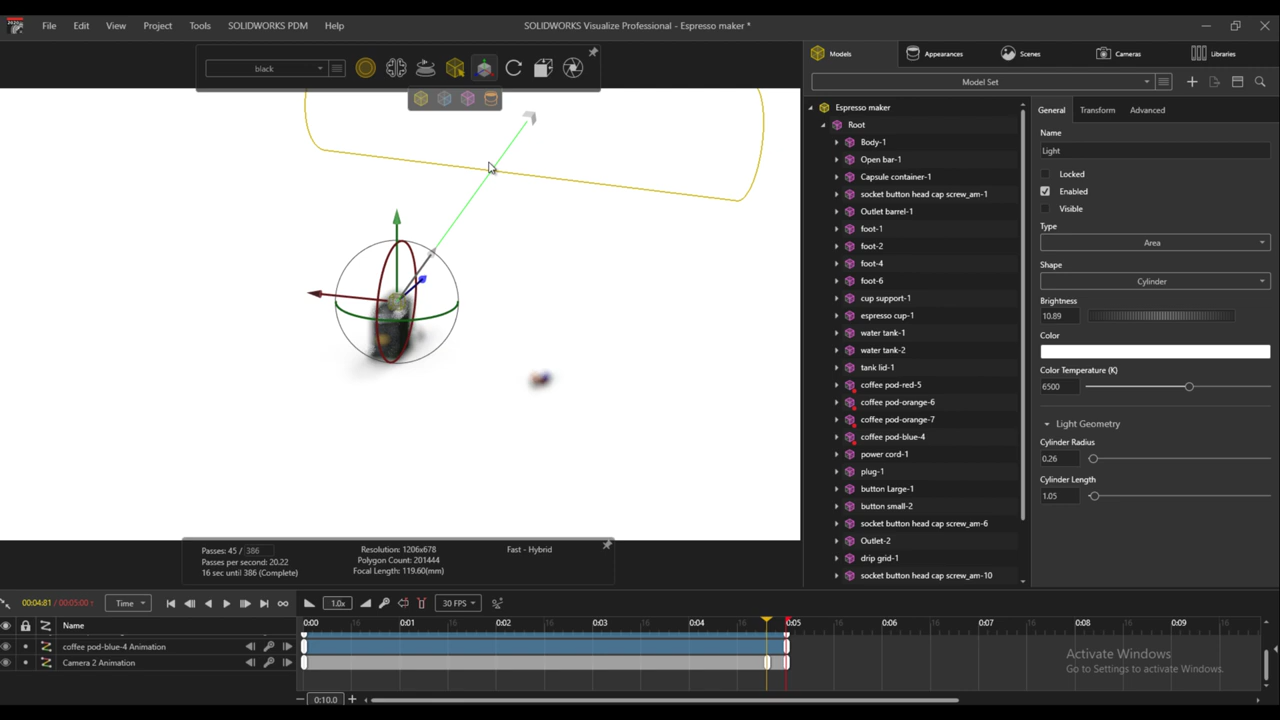 File Edit View Project Tools SOLIDWORKS PDM Help
SOLIDWORKS Visualize Professional - Espresso maker *
black
Models Appearances Scenes Cameras Libraries
Model Set
Espresso maker
Root
Body-1
Open bar-1
Capsule container-1
socket button head cap screw_am-1
Outlet barrel-1
foot-1
foot-2
foot-4
foot-6
cup support-1
espresso cup-1
water tank-1
water tank-2
tank lid-1
coffee pod-red-5
coffee pod-orange-6
coffee pod-orange-7
coffee pod-blue-4
power cord-1
plug-1
button Large-1
button small-2
socket button head cap screw_am-6
Outlet-2
drip grid-1
socket button head cap screw_am-10
General Transform Advanced
Name
Light
Locked
Enabled
Visible
Type
Area
Shape
Cylinder
Brightness
10.89
Color
Color Temperature (K)
6500
Light Geometry
Cylinder Radius
0.26
Cylinder Length
1.05
Passes: 45 / 386
Passes per second: 20.22
16 sec until 386 (Complete)
Resolution: 1206x678
Polygon Count: 201444
Focal Length: 119.60(mm)
Fast - Hybrid
00:04:81 / 00:05:00 Time 1.0x 30 FPS
Name
0:00 16 0:01 16 0:02 16 0:03 16 0:04 16 0:05 16 0:06 16 0:07 16 0:08 16 0:09 16
coffee pod-blue-4 Animation
Camera 2 Animation
0:10.0
Activate Windows
Go to Settings to activate Windows.